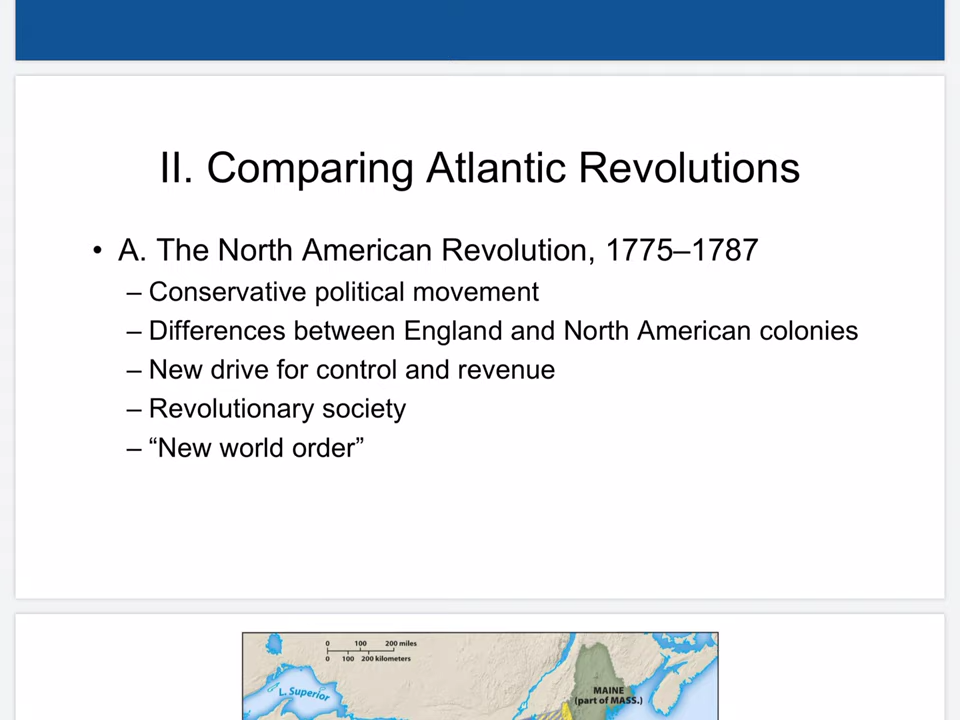 II. Comparing Atlantic Revolutions
• A. The North American Revolution, 1775–1787
– Conservative political movement
– Differences between England and North American colonies
– New drive for control and revenue
– Revolutionary society
– “New world order”
0 100 200 miles
0 100 200 kilometers
L. Superior
MAINE
(part of MASS.)